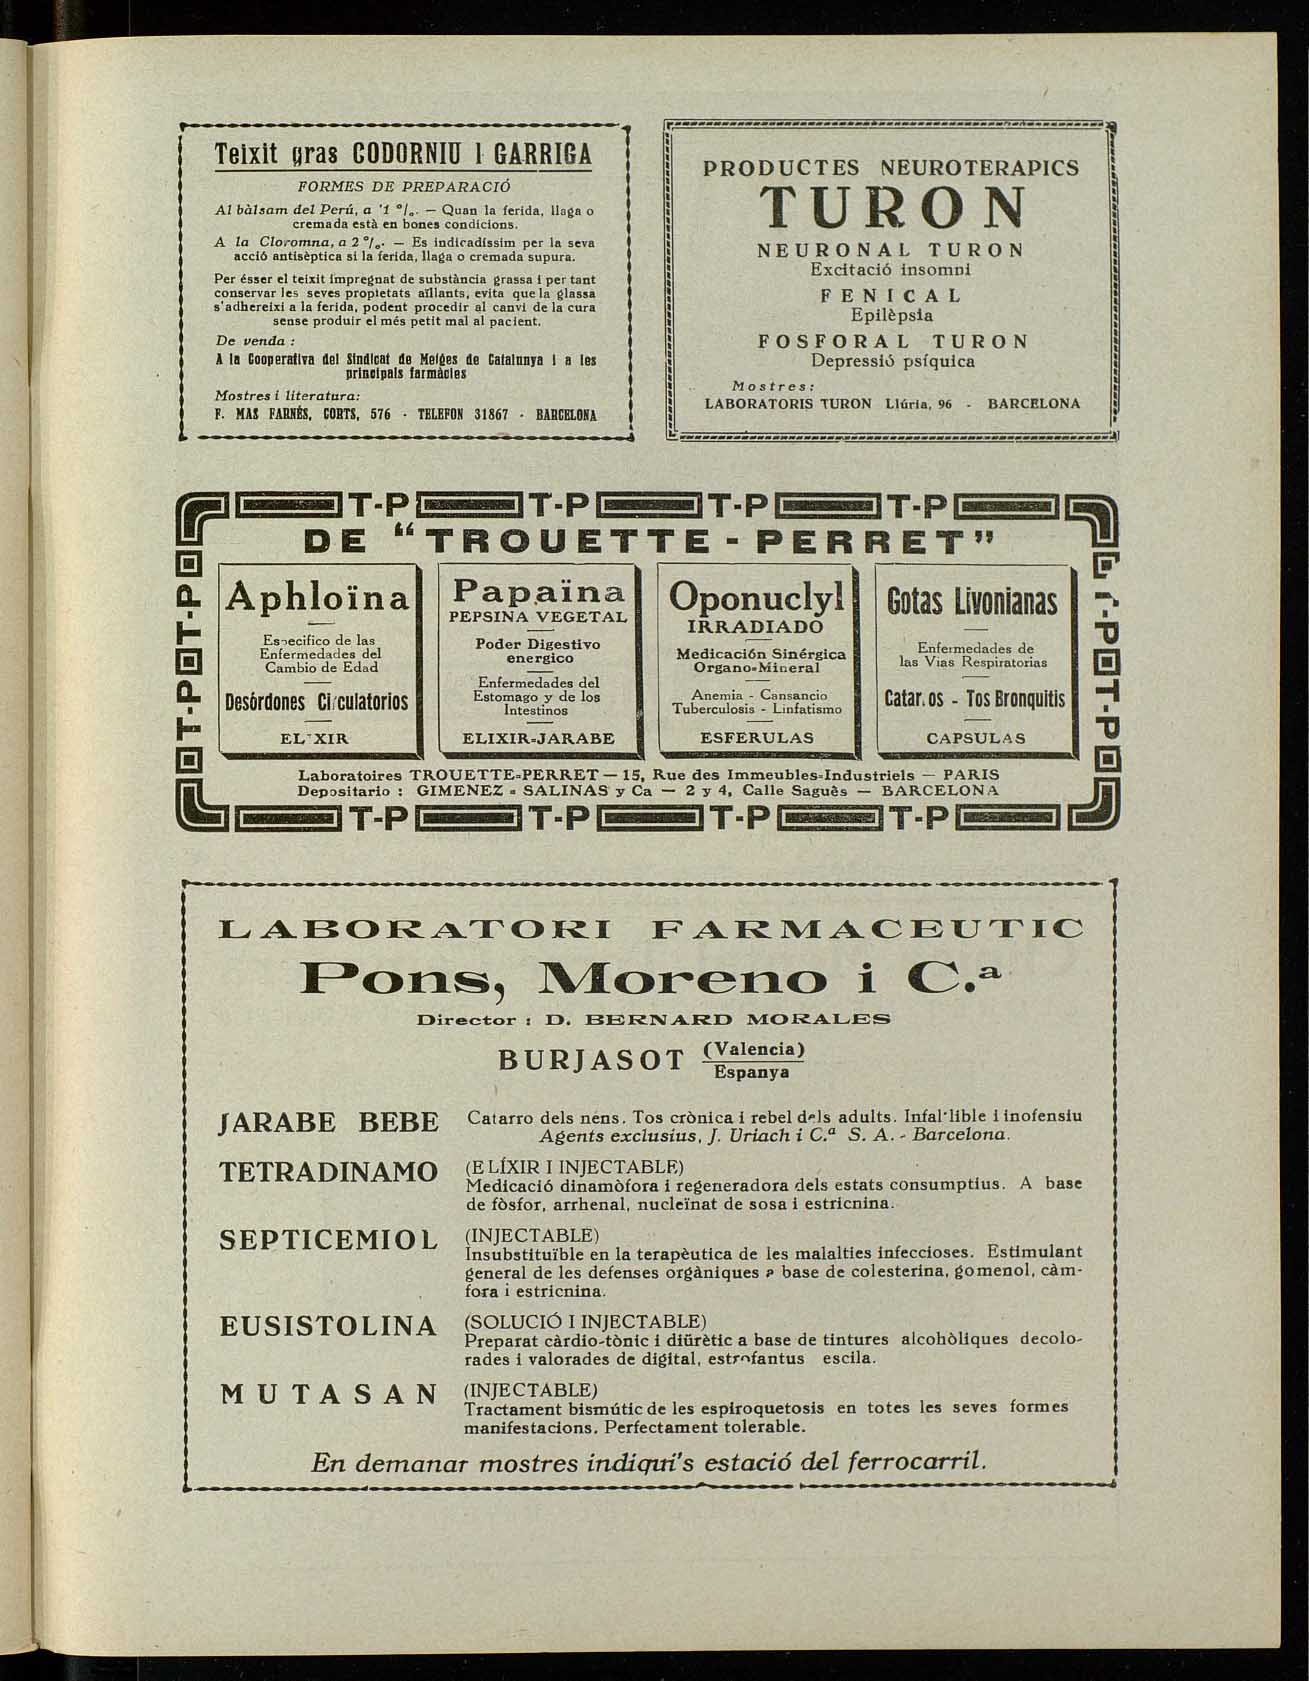 Teixit gras CODORNIU I GARRIGA
FORMES DE PREPARACIÓ
Al bàlsam del Perú, a '1 °/₀. — Quan la ferida, llaga o
cremada està en bones condicions.
A la Cloromna, a 2 °/₀. — Es indicadíssim per la seva
acció antisèptica si la ferida, llaga o cremada supura.
Per ésser el teixit impregnat de substància grassa i per tant
conservar les seves propietats aïllants, evita que la glassa
s'adhereixi a la ferida, podent procedir al canvi de la cura
sense produir el més petit mal al pacient.
De venda :
A la Cooperativa del Sindicat de Metges de Catalunya i a les
principals farmàcies
Mostres i literatura:
F. MAS FARNÉS, CORTS, 576 - TELEFON 31867 - BARCELONA
PRODUCTES NEUROTERAPICS
TURON
NEURONAL TURON
Excitació insomni
FENICAL
Epilèpsia
FOSFORAL TURON
Depressió psíquica
Mostres:
LABORATORIS TURON Llúria, 96 - BARCELONA
T-P T-P T-P T-P
DE “TROUETTE-PERRET”
Aphloïna
Especifico de las
Enfermedades del
Cambio de Edad
Desórdones Circulatorios
ELIXIR
Papaïna
PEPSINA VEGETAL
Poder Digestivo
energico
Enfermedades del
Estomago y de los
Intestinos
ELIXIR-JARABE
Oponuclyl
IRRADIADO
Medicación Sinérgica
Organo-Mineral
Anemia - Cansancio
Tuberculosis - Linfatismo
ESFERULAS
Gotas Livonianas
Enfermedades de
las Vias Respiratorias
Catarros - Tos Bronquitis
CAPSULAS
T-P
T-P
T-P
T-P
Laboratoires TROUETTE-PERRET — 15, Rue des Immeubles-Industriels — PARIS
Depositario : GIMENEZ - SALINAS y Ca — 2 y 4, Calle Sagués — BARCELONA
T-P T-P T-P T-P
LABORATORI FARMACEUTIC
Pons, Moreno i C.ª
Director : D. BERNARD MORALES
BURJASOT (Valencia)
Espanya
JARABE BEBE Catarro dels nens. Tos crònica i rebel dels adults. Infal·lible i inofensiu
Agents exclusius, J. Uriach i C.ª S. A. - Barcelona.
TETRADINAMO (ELÍXIR I INJECTABLE)
Medicació dinamòfora i regeneradora dels estats consumptius. A base
de fòsfor, arrhenal, nucleïnat de sosa i estricnina.
SEPTICEMIOL (INJECTABLE)
Insubstituïble en la terapèutica de les malalties infeccioses. Estimulant
general de les defenses orgàniques a base de colesterina, gomenol, càm-
fora i estricnina.
EUSISTOLINA (SOLUCIÓ I INJECTABLE)
Preparat càrdio-tònic i diürètic a base de tintures alcohòliques decolo-
rades i valorades de digital, estrofantus escila.
MUTASAN (INJECTABLE)
Tractament bismútic de les espiroquetosis en totes les seves formes
manifestacions. Perfectament tolerable.
En demanar mostres indiqui's estació del ferrocarril.